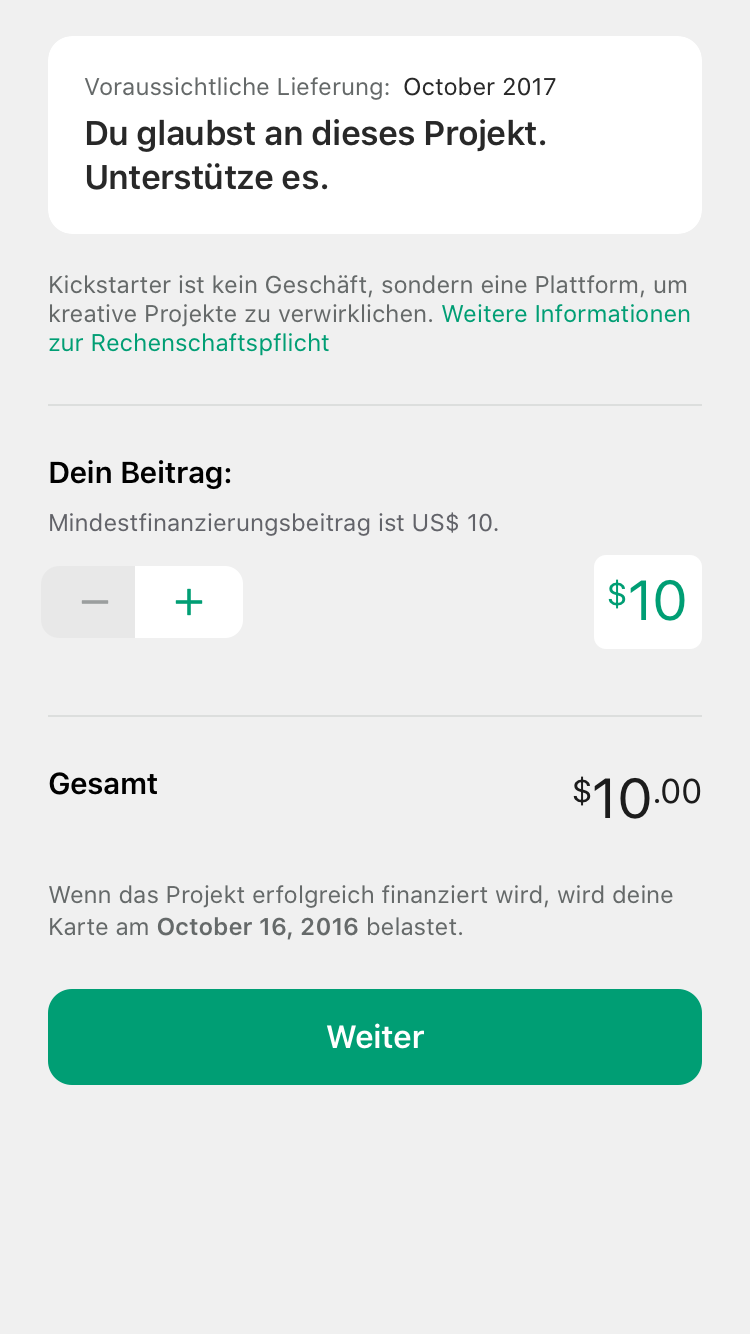 Voraussichtliche Lieferung: October 2017
Du glaubst an dieses Projekt.
Unterstütze es.
Kickstarter ist kein Geschäft, sondern eine Plattform, um
kreative Projekte zu verwirklichen. Weitere Informationen
zur Rechenschaftspflicht
Dein Beitrag:
Mindestfinanzierungsbeitrag ist US$ 10.
− + $10
Gesamt $10.00
Wenn das Projekt erfolgreich finanziert wird, wird deine
Karte am October 16, 2016 belastet.
Weiter